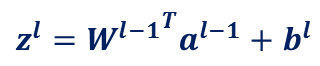 z^l = W^{l-1^T} a^{l-1} + b^l